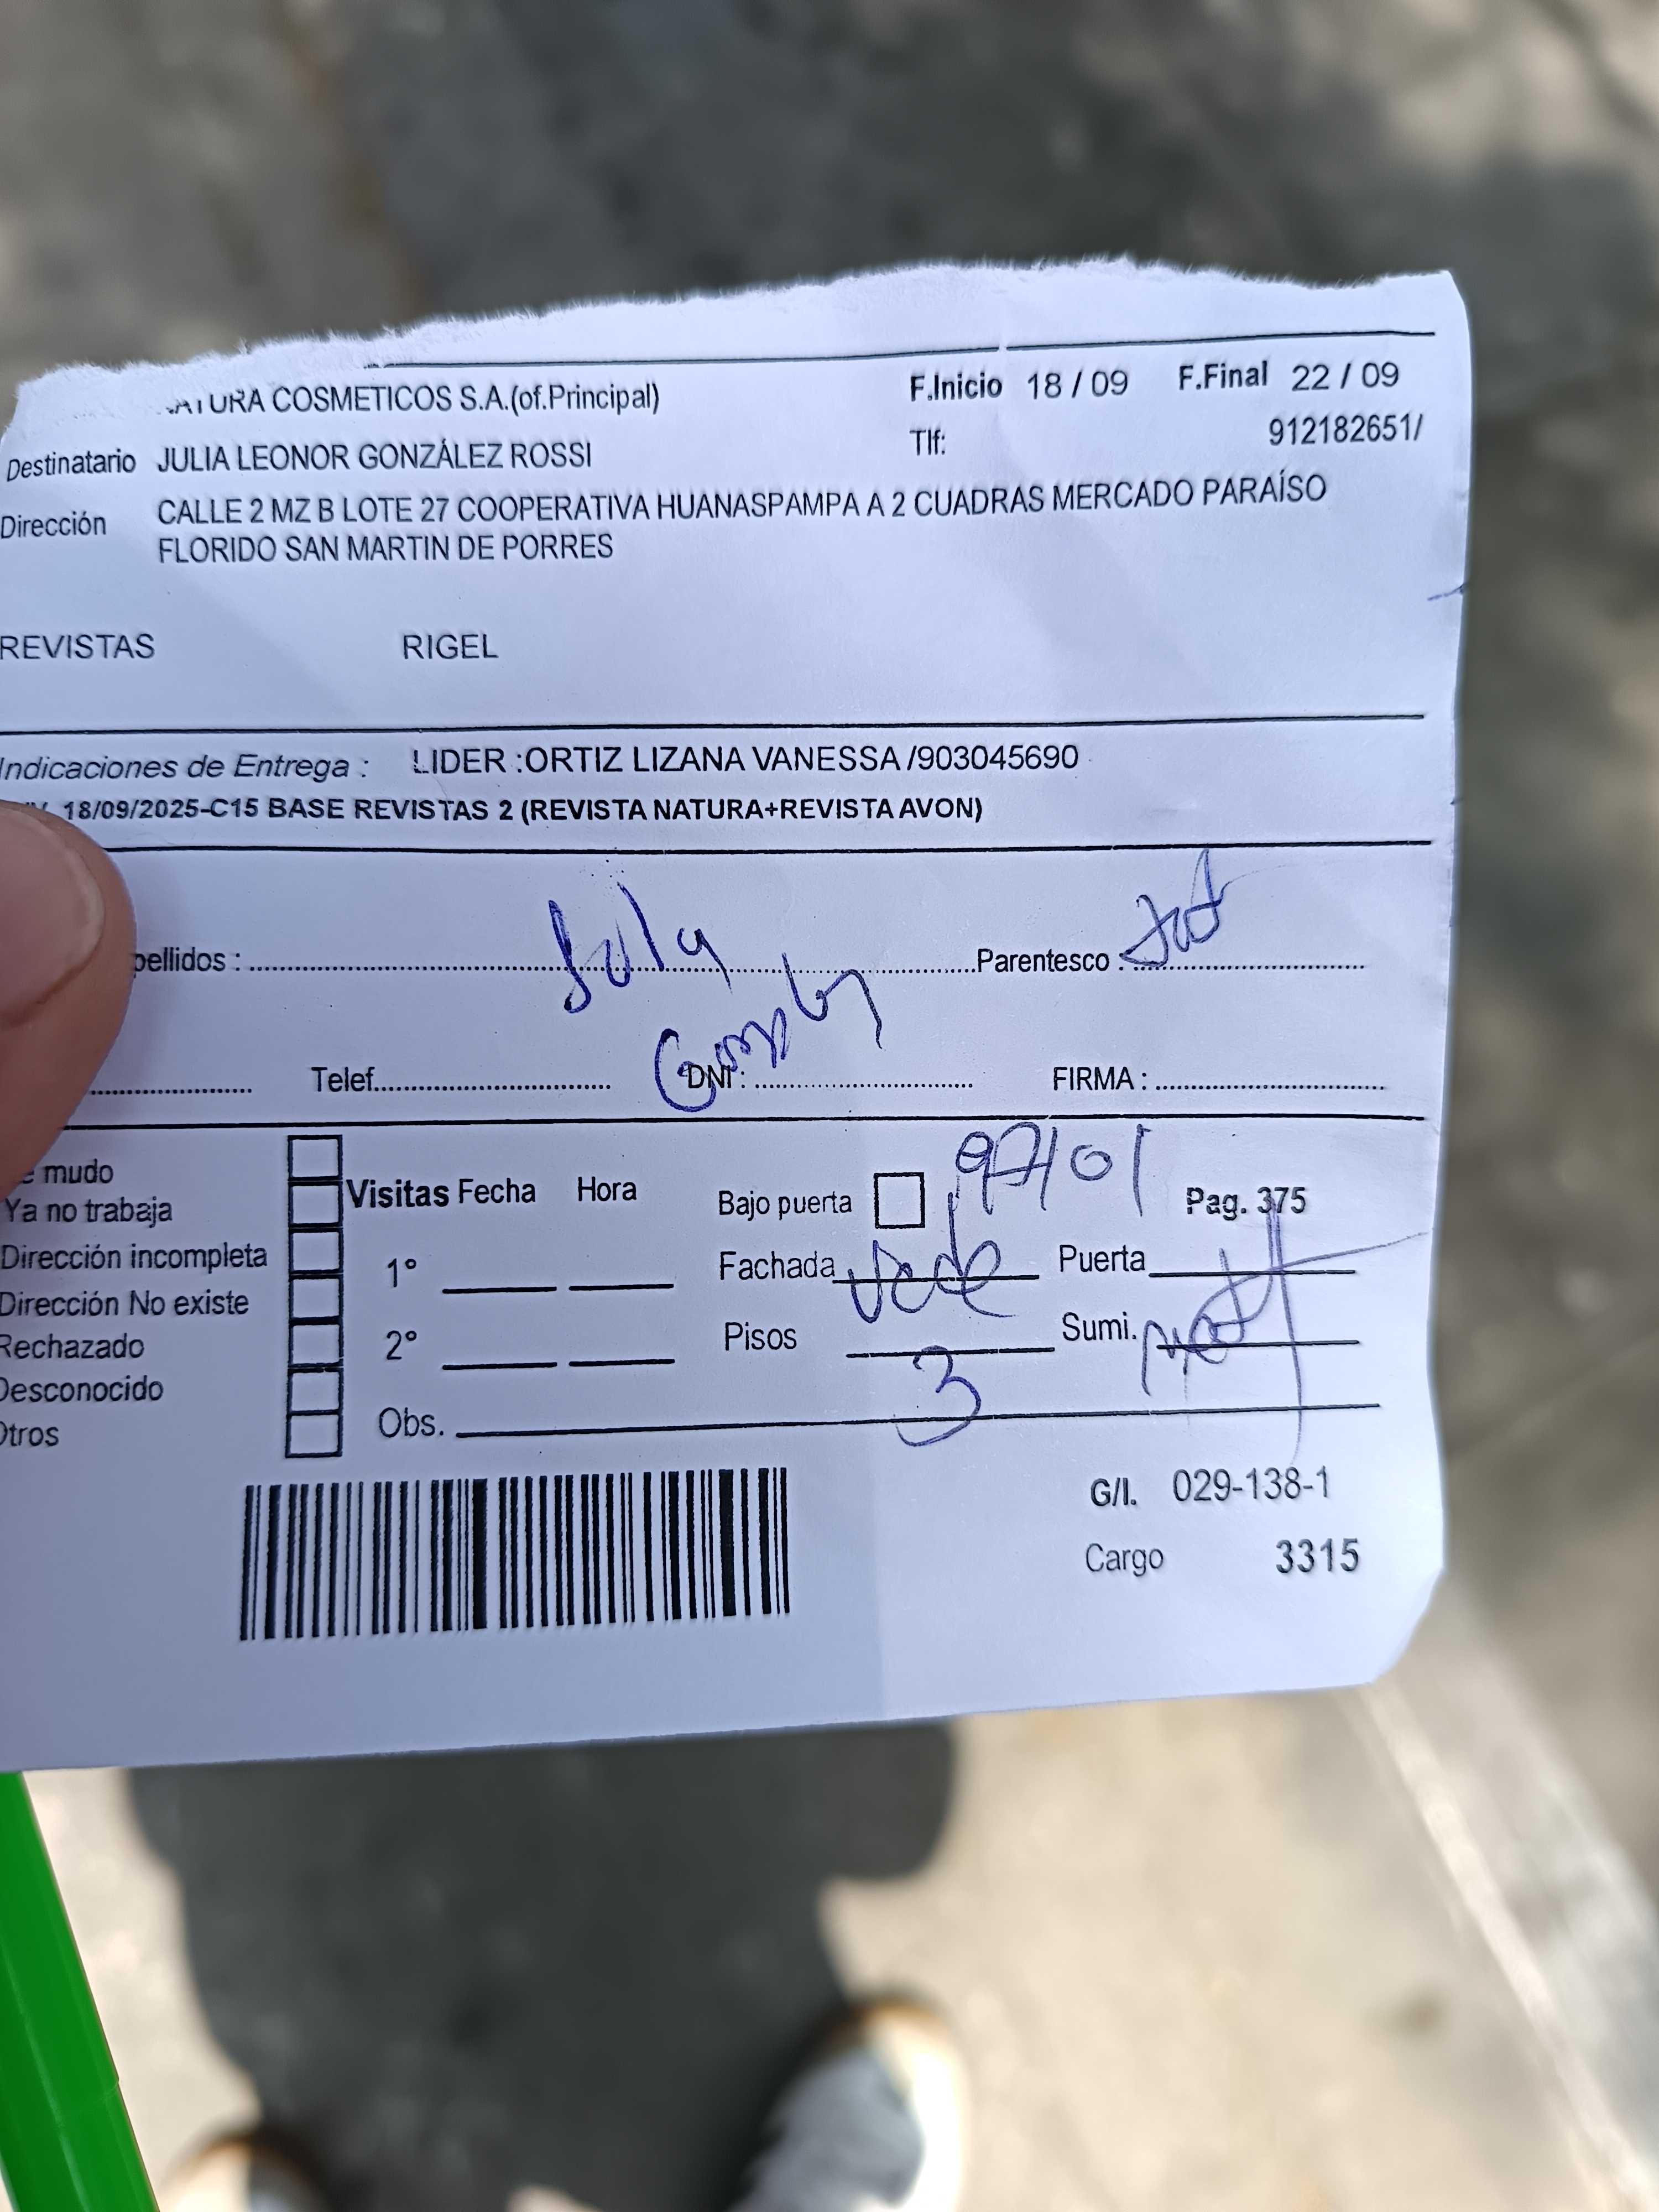 ATURA COSMETICOS S.A.(of.Principal) F.Inicio 18 / 09 F.Final 22 / 09
Tlf: 912182651/
Destinatario JULIA LEONOR GONZÁLEZ ROSSI
Dirección CALLE 2 MZ B LOTE 27 COOPERATIVA HUANASPAMPA A 2 CUADRAS MERCADO PARAÍSO
FLORIDO SAN MARTIN DE PORRES
REVISTAS RIGEL
Indicaciones de Entrega : LIDER :ORTIZ LIZANA VANESSA /903045690
18/09/2025-C15 BASE REVISTAS 2 (REVISTA NATURA+REVISTA AVON)
pellidos : Parentesco :
Telef. DNI : FIRMA :
mudo
Ya no trabaja
Dirección incompleta
Dirección No existe
Rechazado
Desconocido
Otros
Visitas Fecha Hora
1°
2°
Obs.
Bajo puerta Pag. 375
Fachada Puerta
Pisos 3 Sumi.
G/I. 029-138-1
Cargo 3315